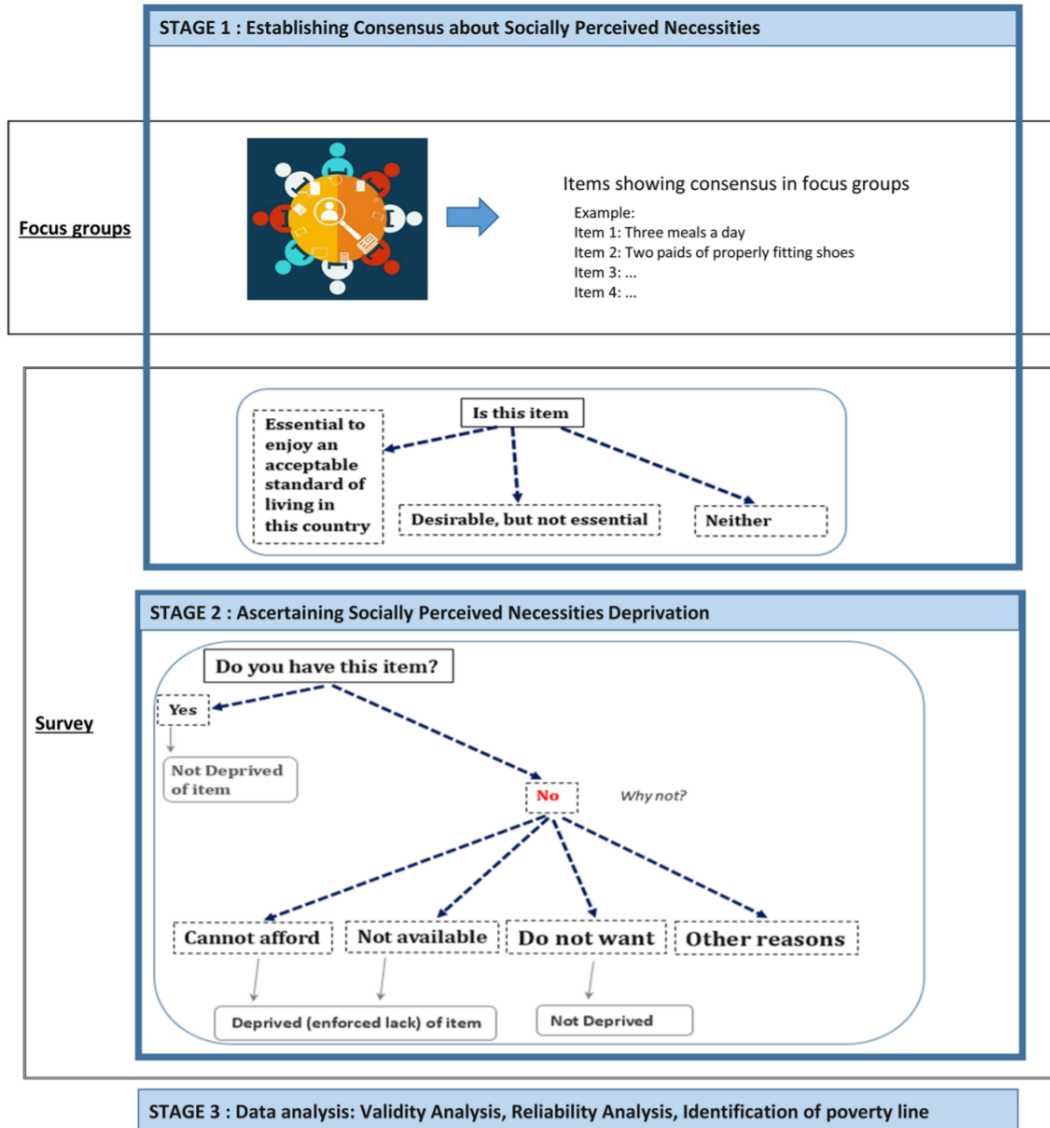 STAGE 1 : Establishing Consensus about Socially Perceived Necessities
Focus groups
Items showing consensus in focus groups
Example:
Item 1: Three meals a day
Item 2: Two paids of properly fitting shoes
Item 3: ...
Item 4: ...
Is this item
Essential to
enjoy an
acceptable
standard of
living in
this country
Desirable, but not essential
Neither
Survey
STAGE 2 : Ascertaining Socially Perceived Necessities Deprivation
Do you have this item?
Yes
Not Deprived
of item
No
Why not?
Cannot afford
Not available
Do not want
Other reasons
Deprived (enforced lack) of item
Not Deprived
STAGE 3 : Data analysis: Validity Analysis, Reliability Analysis, Identification of poverty line